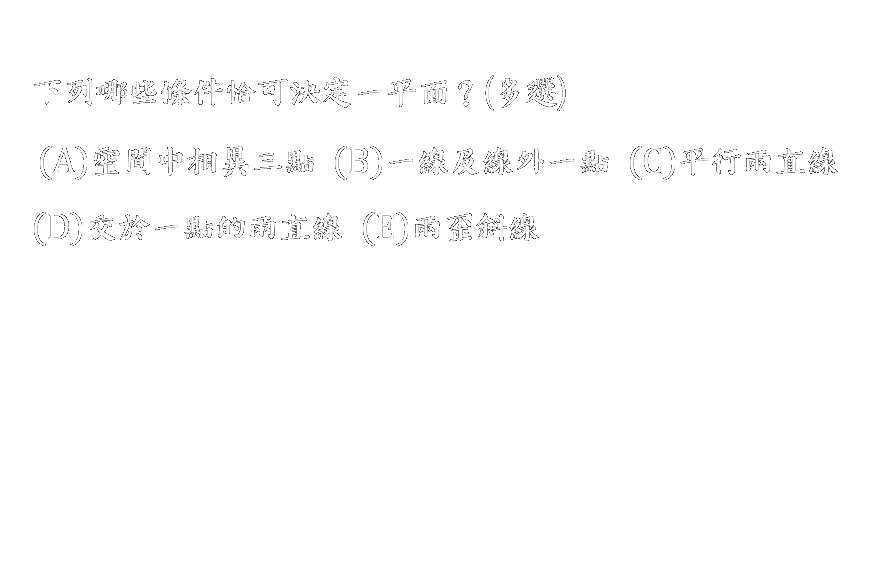 下列哪些條件恰可決定一平面？(多選)
(A)空間中相異三點 (B)一線及線外一點 (C)平行兩直線
(D)交於一點的兩直線 (E)兩歪斜線